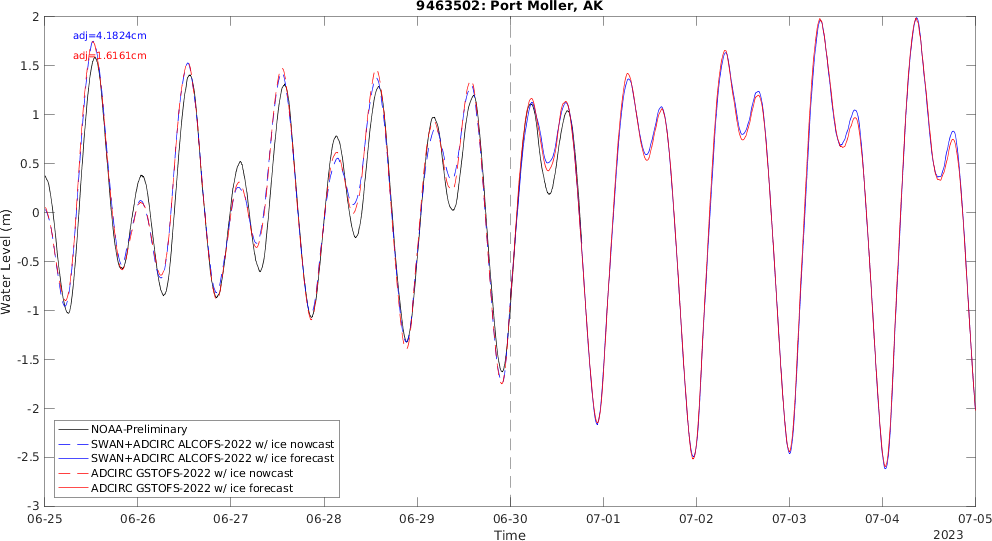 9463502: Port Moller, AK
adj=4.1824cm
adj=1.6161cm
2
1.5
1
0.5
0
-0.5
-1
-1.5
-2
-2.5
-3
Water Level (m)
NOAA-Preliminary
SWAN+ADCIRC ALCOFS-2022 w/ ice nowcast
SWAN+ADCIRC ALCOFS-2022 w/ ice forecast
ADCIRC GSTOFS-2022 w/ ice nowcast
ADCIRC GSTOFS-2022 w/ ice forecast
06-25 06-26 06-27 06-28 06-29 06-30 07-01 07-02 07-03 07-04 07-05
Time
2023